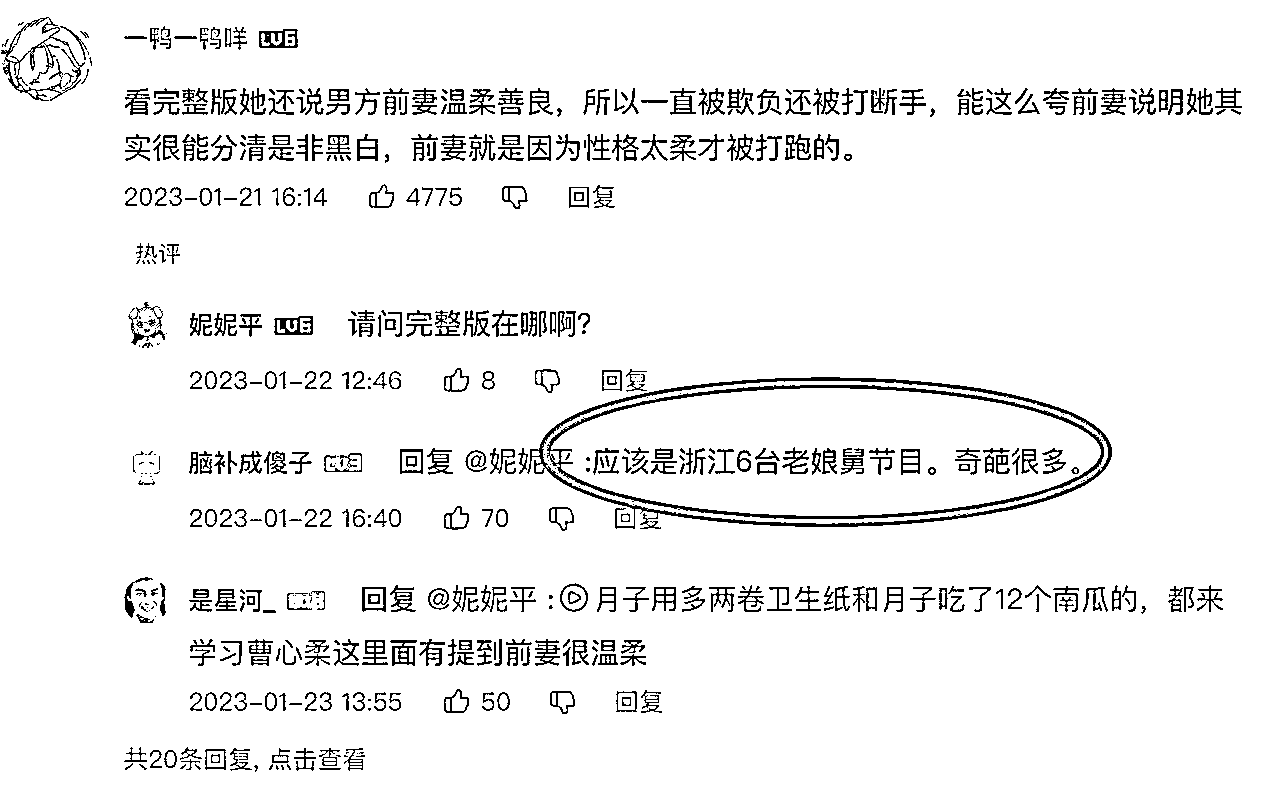 一鸭一鸭咩 LV6
看完整版她还说男方前妻温柔善良，所以一直被欺负还被打断手，能这么夸前妻说明她其
实很能分清是非黑白，前妻就是因为性格太柔才被打跑的。
2023-01-21 16:14 4775 回复
热评
妮妮平 LV6 请问完整版在哪啊？
2023-01-22 12:46 8 回复
脑补成傻子 LV3 回复 @妮妮平 :应该是浙江6台老娘舅节目。奇葩很多。
2023-01-22 16:40 70 回复
是星河_ 回复 @妮妮平 :月子用多两卷卫生纸和月子吃了12个南瓜的，都来
学习曹心柔这里面有提到前妻很温柔
2023-01-23 13:55 50 回复
共20条回复, 点击查看